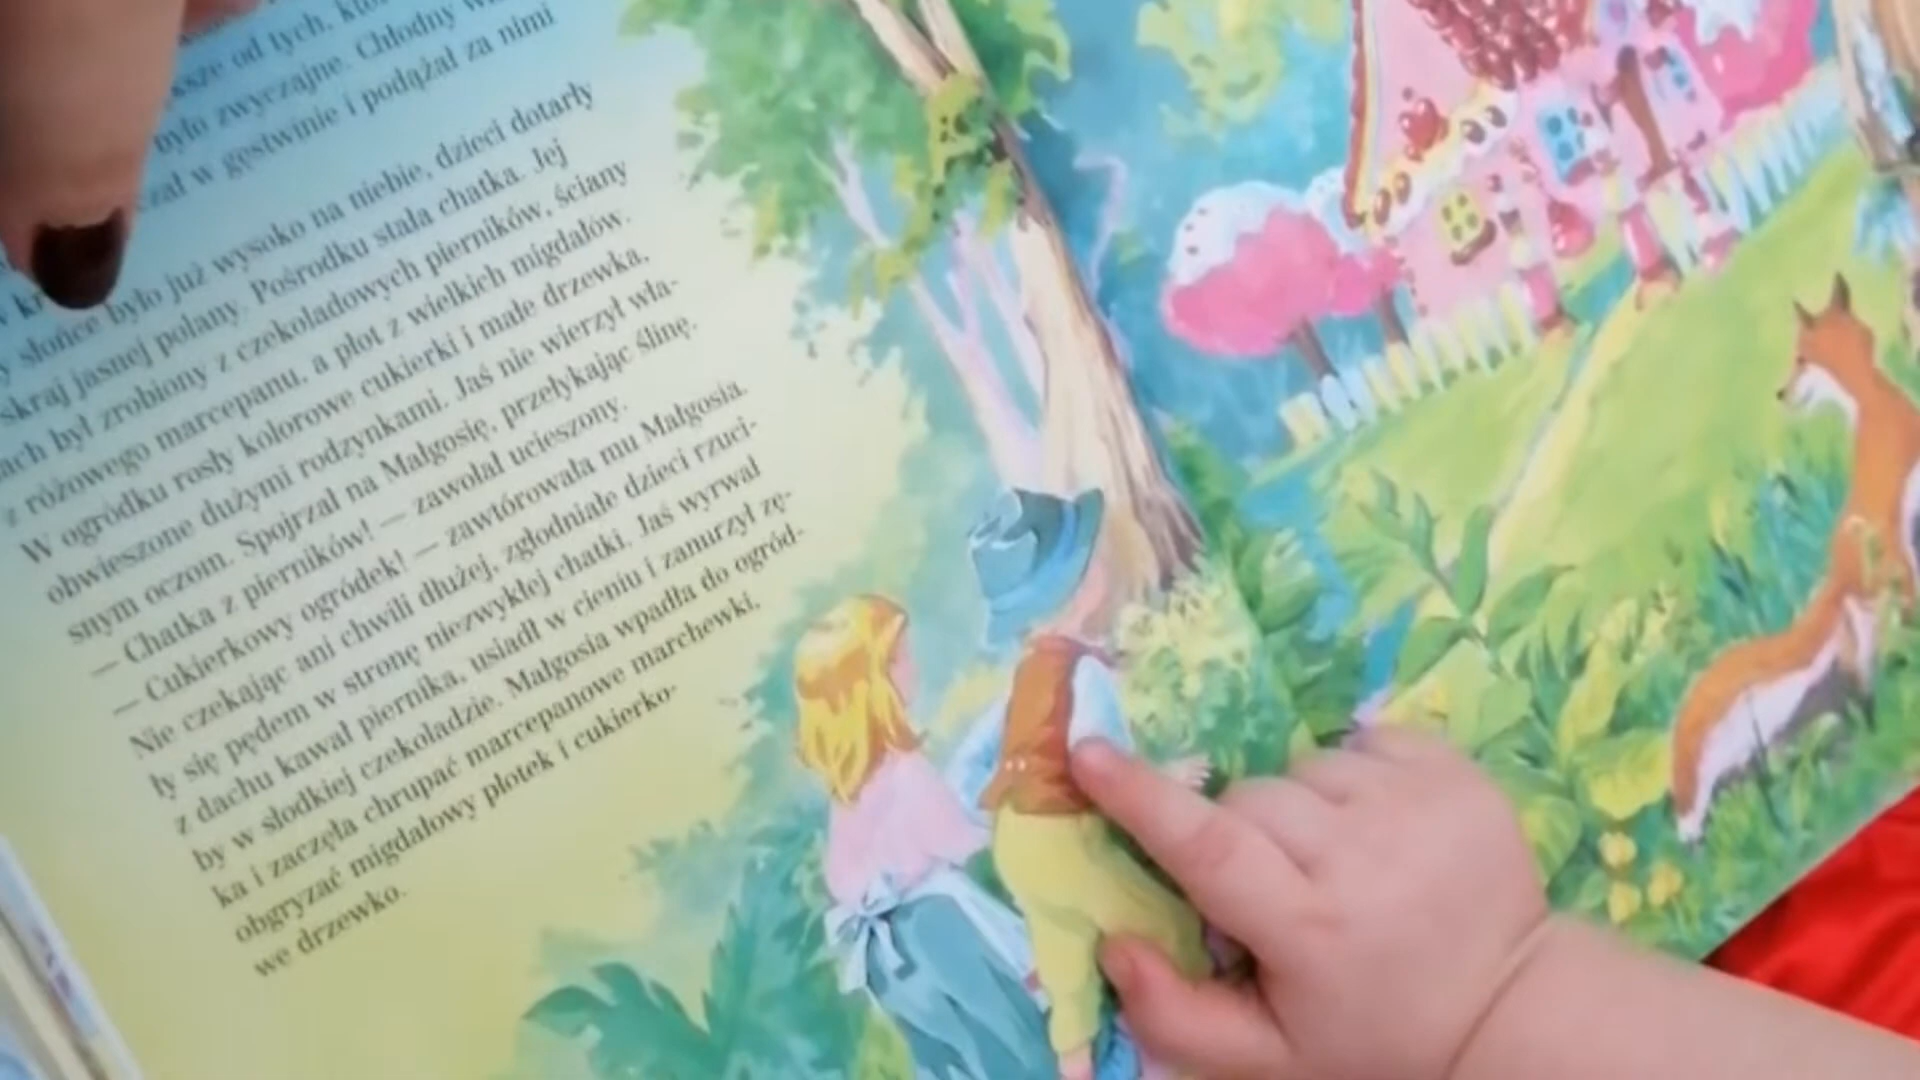 ksze od tych,
było zwyczajne. Chłodny
czał w gęstwinie i podążał za nimi
słońce było już wysoko na niebie, dzieci dotarły
skraj jasnej polany. Pośrodku stała chatka. Jej
ach był zrobiony z czekoladowych pierników, ściany
z różowego marcepanu, a płot z wielkich migdałów.
W ogródku rosły kolorowe cukierki i małe drzewka,
obwieszone dużymi rodzynkami. Jaś nie wierzył wła-
snym oczom. Spojrzał na Małgosię, przełykając ślinę.
— Chatka z pierników! — zawołał ucieszony.
— Cukierkowy ogródek! — zawtórowała mu Małgosia.
Nie czekając ani chwili dłużej, zgłodniałe dzieci rzuci-
ły się pędem w stronę niezwykłej chatki. Jaś wyrwał
z dachu kawał piernika, usiadł w cieniu i zanurzył zę-
by w słodkiej czekoladzie. Małgosia wpadła do ogród-
ka i zaczęła chrupać marcepanowe marchewki,
obgryzać migdałowy płotek i cukierko-
we drzewko.